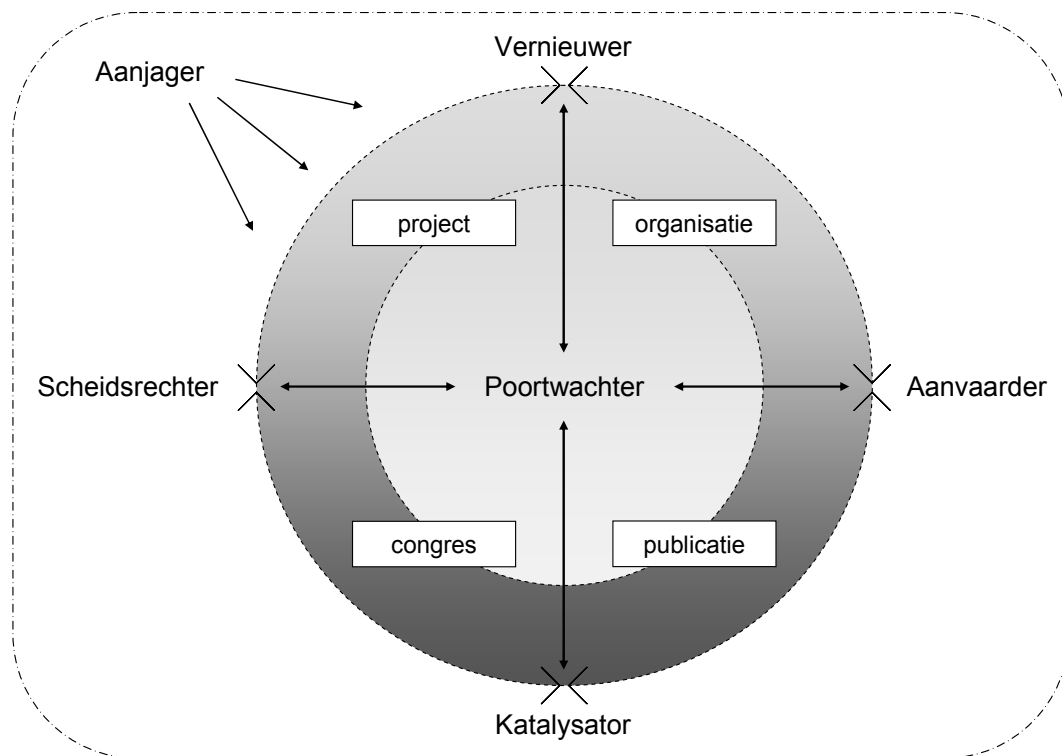 Vernieuwer
Aanjager
project
organisatie
Scheidsrechter
Poortwachter
Aanvaarder
congres
publicatie
Katalysator